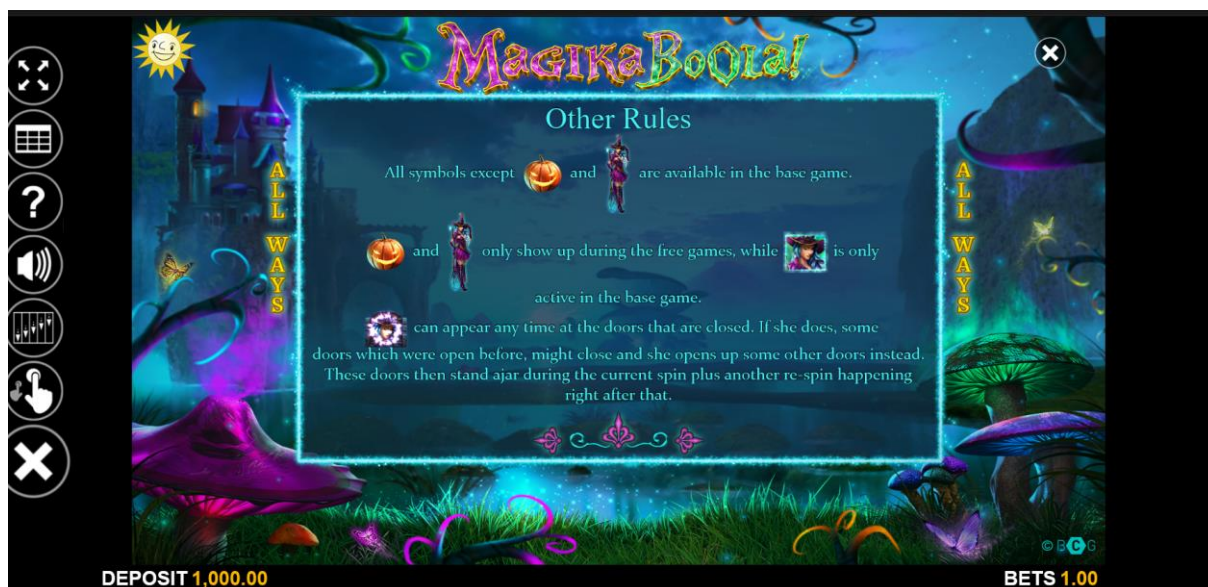 MagikaBoola!
Other Rules
All symbols except and are available in the base game.
and only show up during the free games, while is only
active in the base game.
can appear any time at the doors that are closed. If she does, some
doors which were open before, might close and she opens up some other doors instead.
These doors then stand ajar during the current spin plus another re-spin happening
right after that.
ALL WAYS
ALL WAYS
?
© BCG
DEPOSIT 1,000.00
BETS 1.00